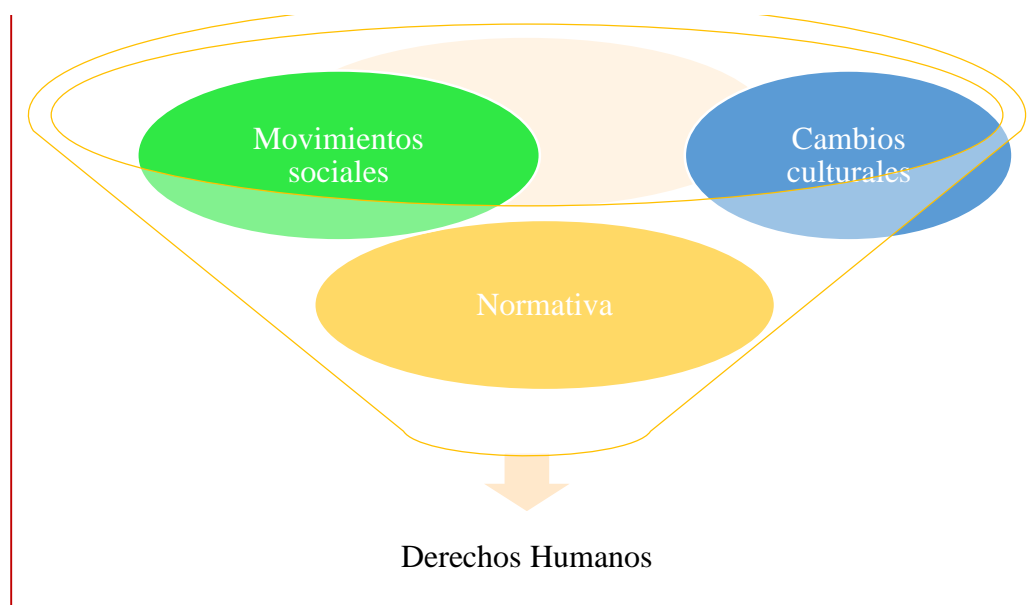 Movimientos
sociales
Cambios
culturales
Normativa
Derechos Humanos